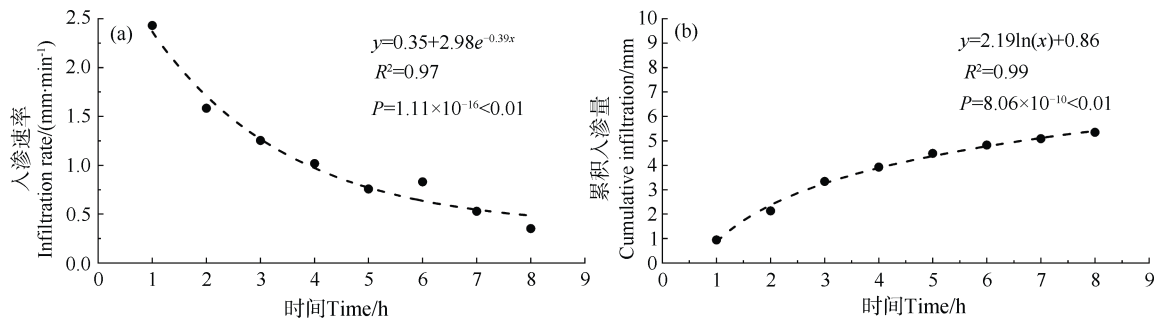 (a)
y=0.35+2.98e^{-0.39x}
R²=0.97
P=1.11×10⁻¹⁶<0.01
入渗速率
Infiltration rate/(mm·min⁻¹)
2.5
2.0
1.5
1.0
0.5
0.0
0 1 2 3 4 5 6 7 8 9
时间Time/h
(b)
y=2.19ln(x)+0.86
R²=0.99
P=8.06×10⁻¹⁰<0.01
累积入渗量
Cumulative infiltration/mm
10
9
8
7
6
5
4
3
2
1
0
0 1 2 3 4 5 6 7 8 9
时间Time/h